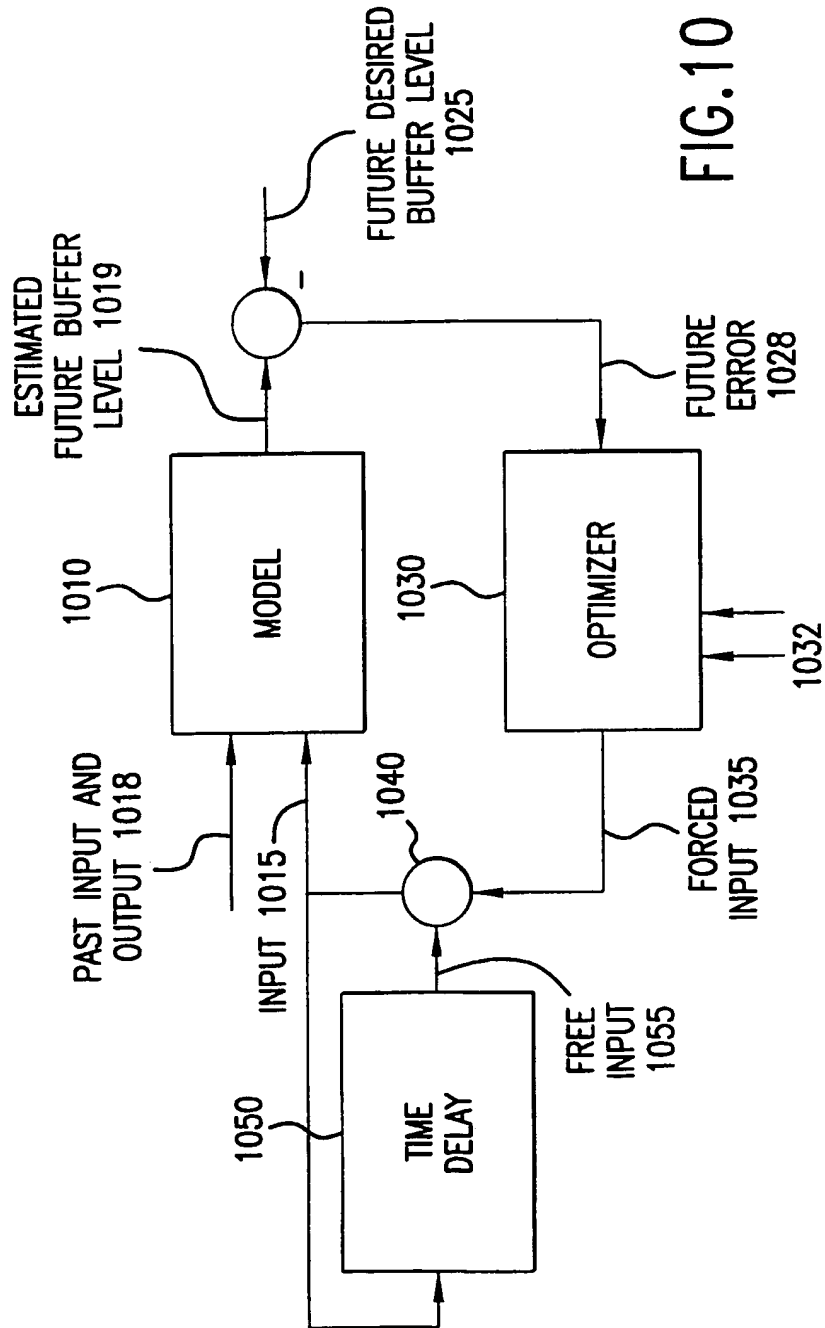 PAST INPUT AND
OUTPUT 1018
1010
MODEL
ESTIMATED
FUTURE BUFFER
LEVEL 1019
INPUT 1015
-
FUTURE DESIRED
BUFFER LEVEL
1025
1050
TIME
DELAY
1040
FREE
INPUT
1055
1030
OPTIMIZER
FORCED
INPUT 1035
1032
FUTURE
ERROR
1028
FIG.10